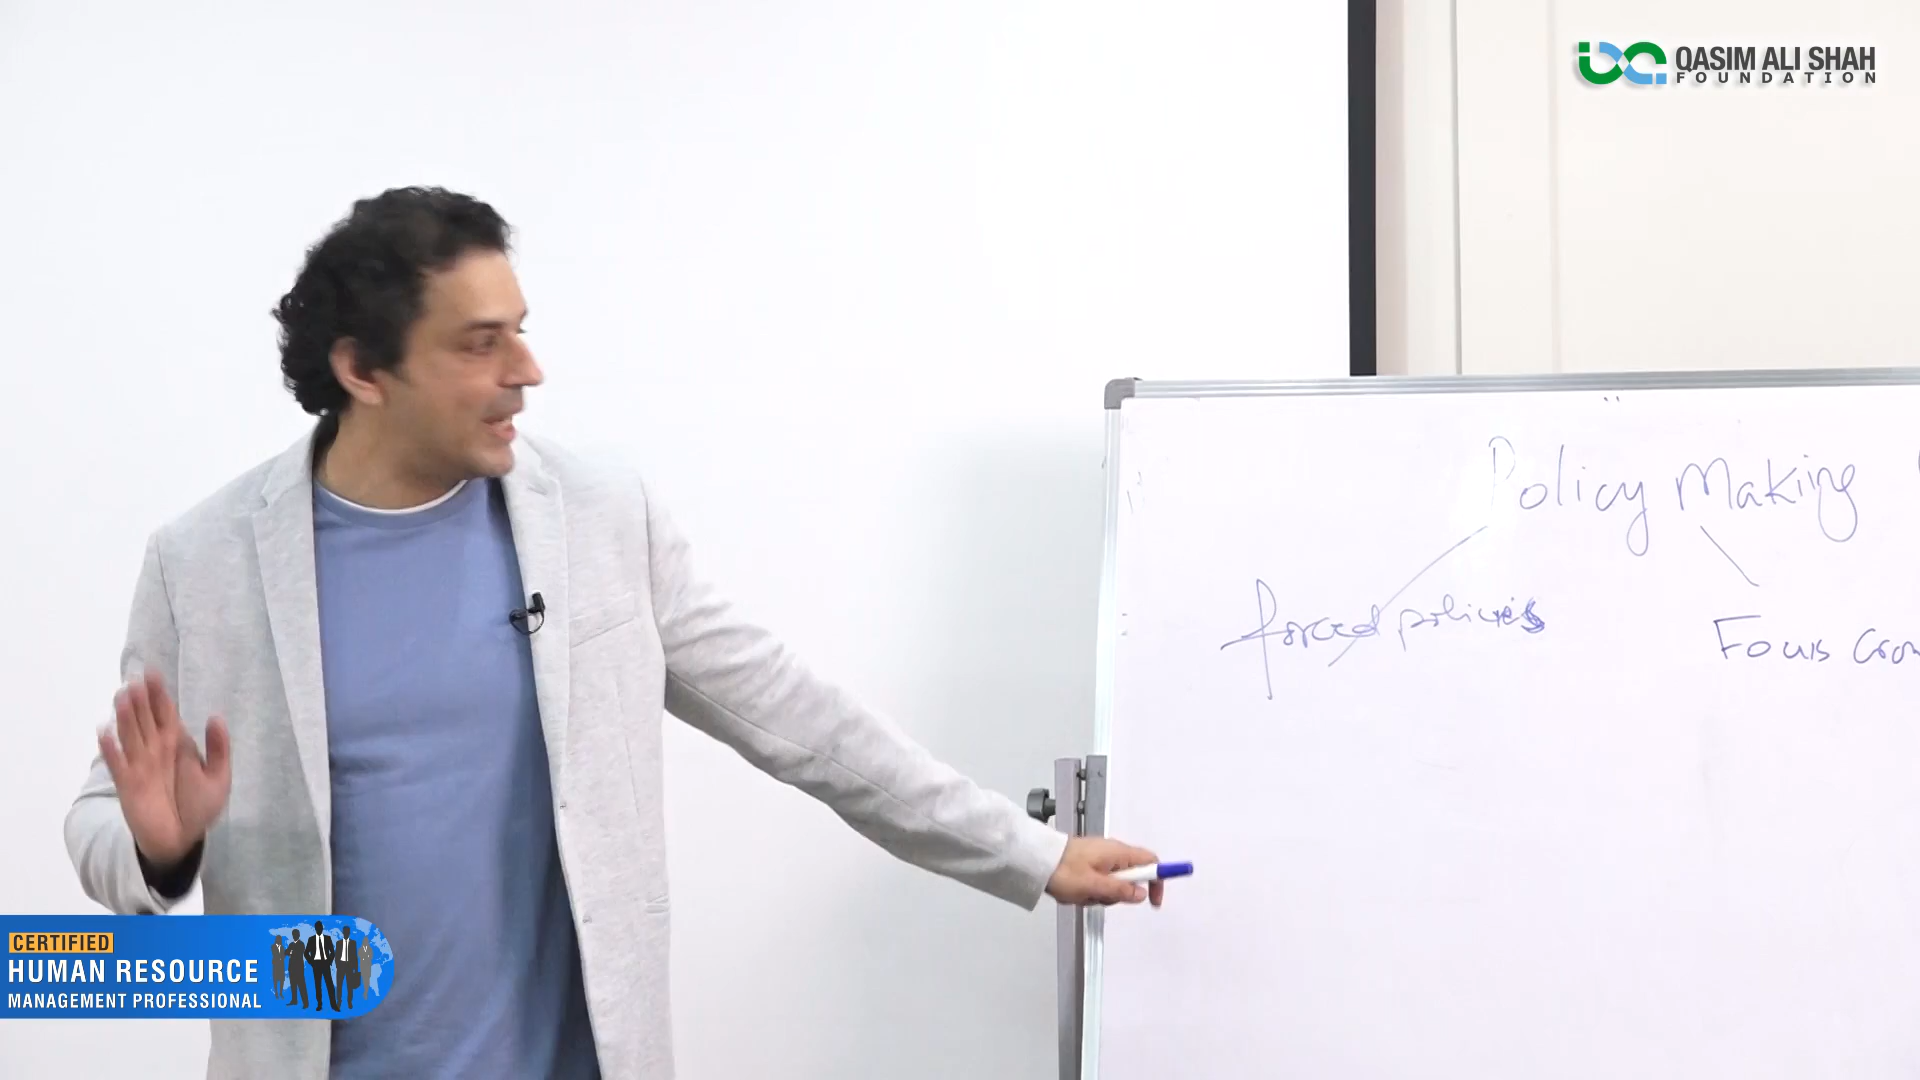 QASIM ALI SHAH
FOUNDATION
Policy Making
forced policies
Focus
CERTIFIED
HUMAN RESOURCE
MANAGEMENT PROFESSIONAL